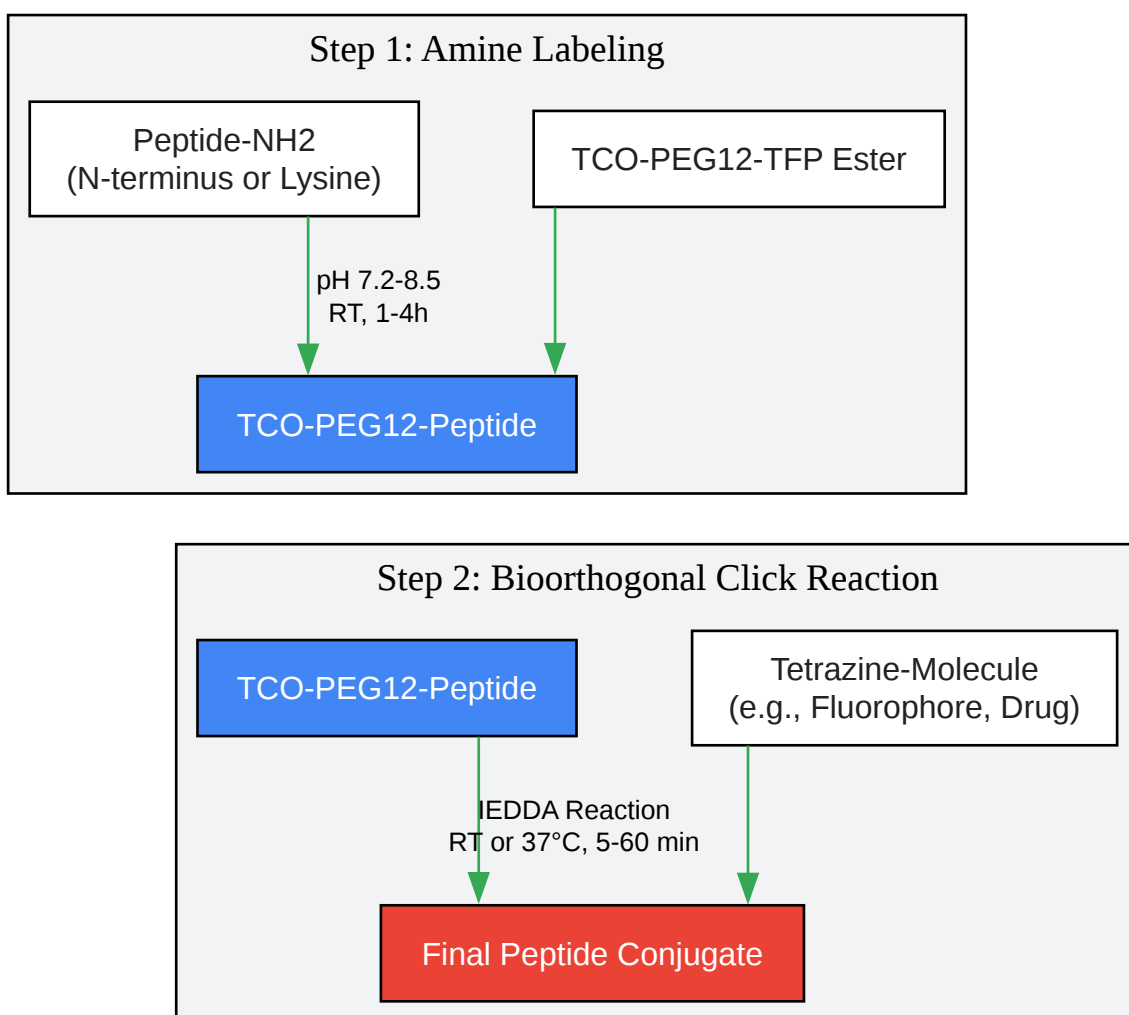 Step 1: Amine Labeling
Peptide-NH2
(N-terminus or Lysine)
TCO-PEG12-TFP Ester
pH 7.2-8.5
RT, 1-4h
TCO-PEG12-Peptide
Step 2: Bioorthogonal Click Reaction
TCO-PEG12-Peptide
Tetrazine-Molecule
(e.g., Fluorophore, Drug)
IEDDA Reaction
RT or 37°C, 5-60 min
Final Peptide Conjugate